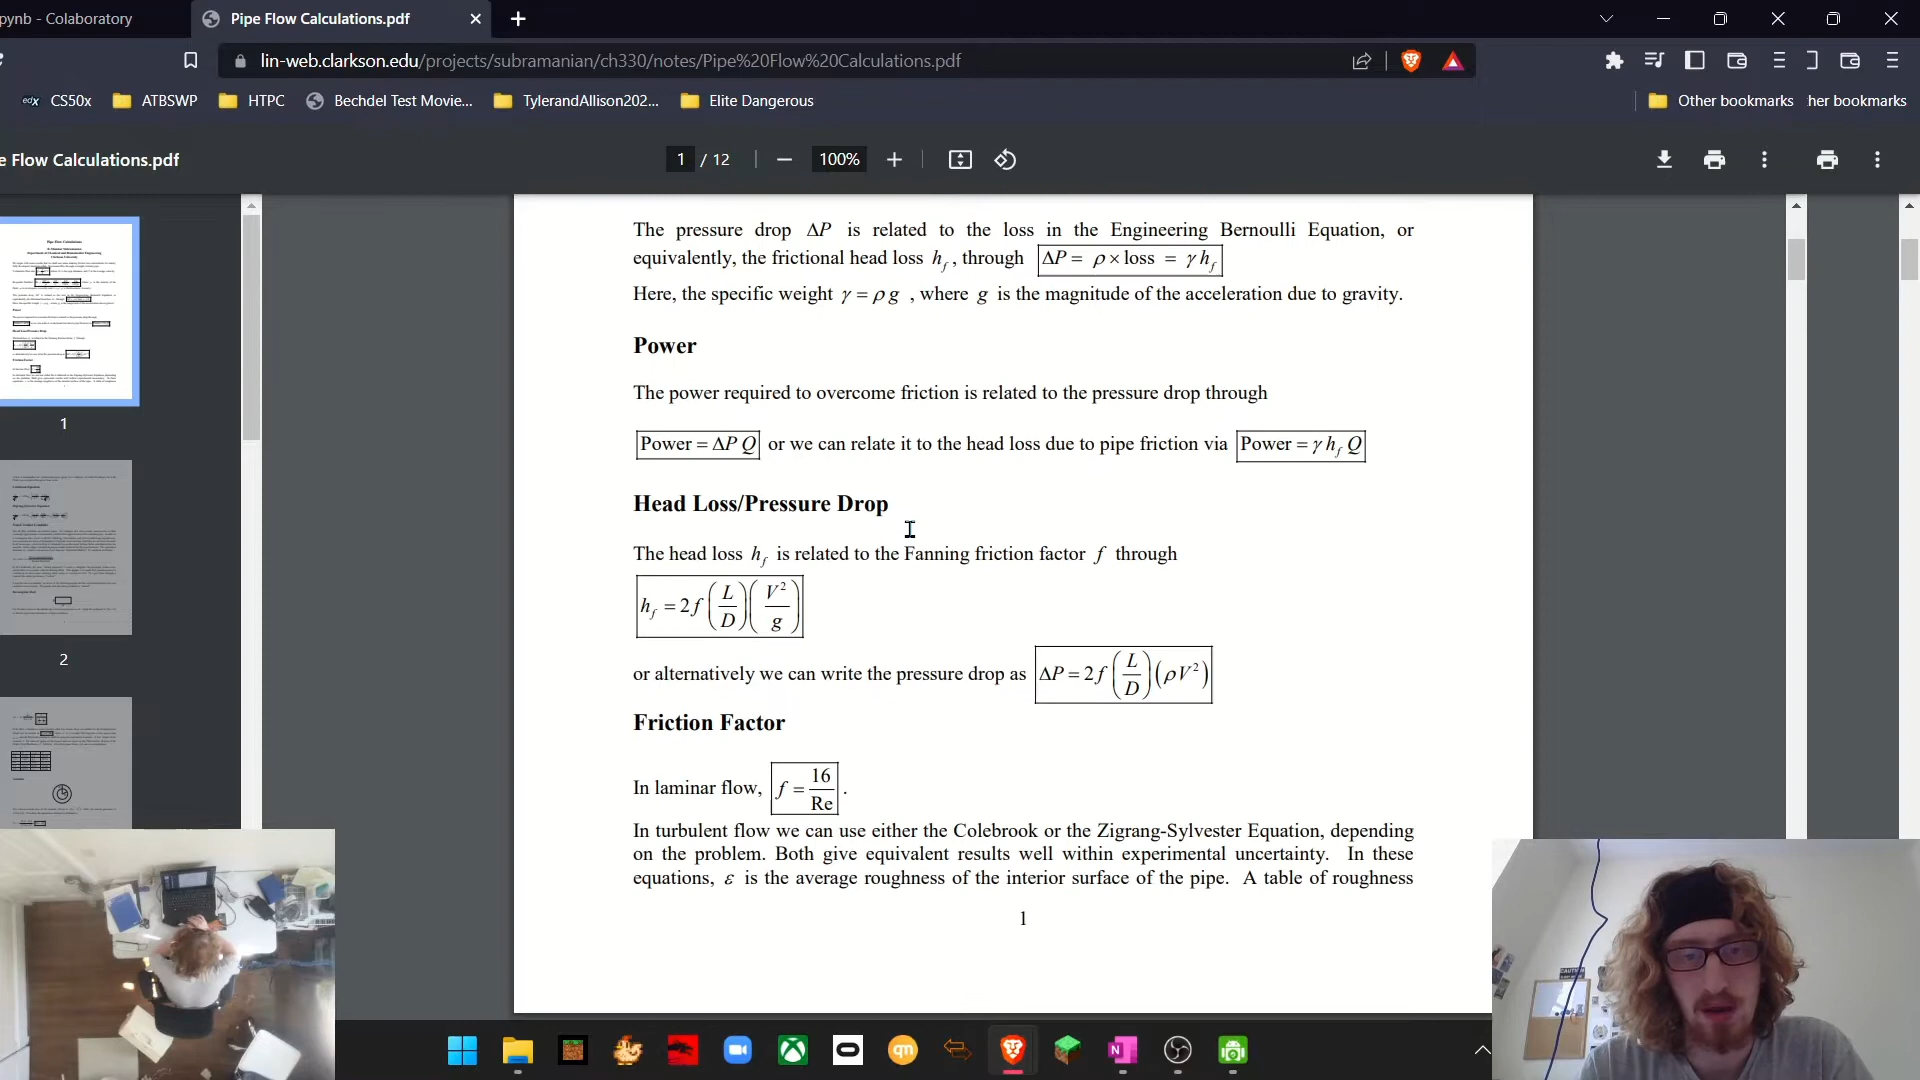 pynb - Colaboratory
Pipe Flow Calculations.pdf
lin-web.clarkson.edu/projects/subramanian/ch330/notes/Pipe%20Flow%20Calculations.pdf
edx CS50x ATBSWP HTPC Bechdel Test Movie... TylerandAllison202... Elite Dangerous Other bookmarks her bookmarks
e Flow Calculations.pdf 1 / 12 100%
The pressure drop ΔP is related to the loss in the Engineering Bernoulli Equation, or
equivalently, the frictional head loss h_f, through ΔP = ρ × loss = γ h_f
Here, the specific weight γ = ρ g , where g is the magnitude of the acceleration due to gravity.
Power
The power required to overcome friction is related to the pressure drop through
Power = ΔP Q or we can relate it to the head loss due to pipe friction via Power = γ h_f Q
Head Loss/Pressure Drop
The head loss h_f is related to the Fanning friction factor f through
h_f = 2f (L/D) (V²/g)
or alternatively we can write the pressure drop as ΔP = 2f (L/D) (ρV²)
Friction Factor
In laminar flow, f = 16/Re .
In turbulent flow we can use either the Colebrook or the Zigrang-Sylvester Equation, depending
on the problem. Both give equivalent results well within experimental uncertainty. In these
equations, ε is the average roughness of the interior surface of the pipe. A table of roughness
1
1
2
CAUTION